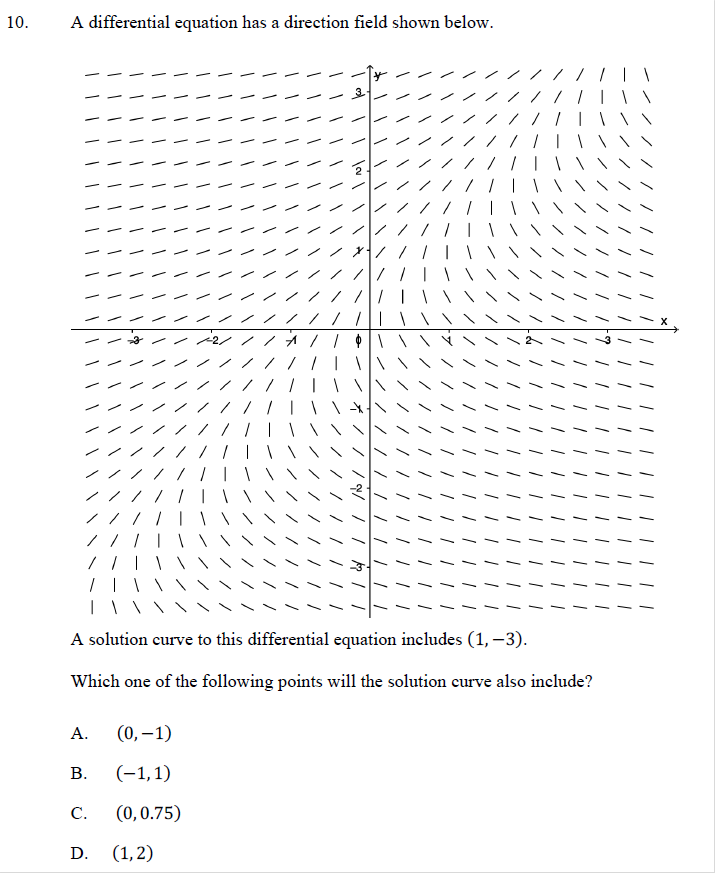 10. A differential equation has a direction field shown below.
y
3
2
1
x
-3 -2 -1 0 1 2 3
-1
-2
-3
A solution curve to this differential equation includes (1, −3).
Which one of the following points will the solution curve also include?
A. (0, −1)
B. (−1, 1)
C. (0, 0.75)
D. (1, 2)